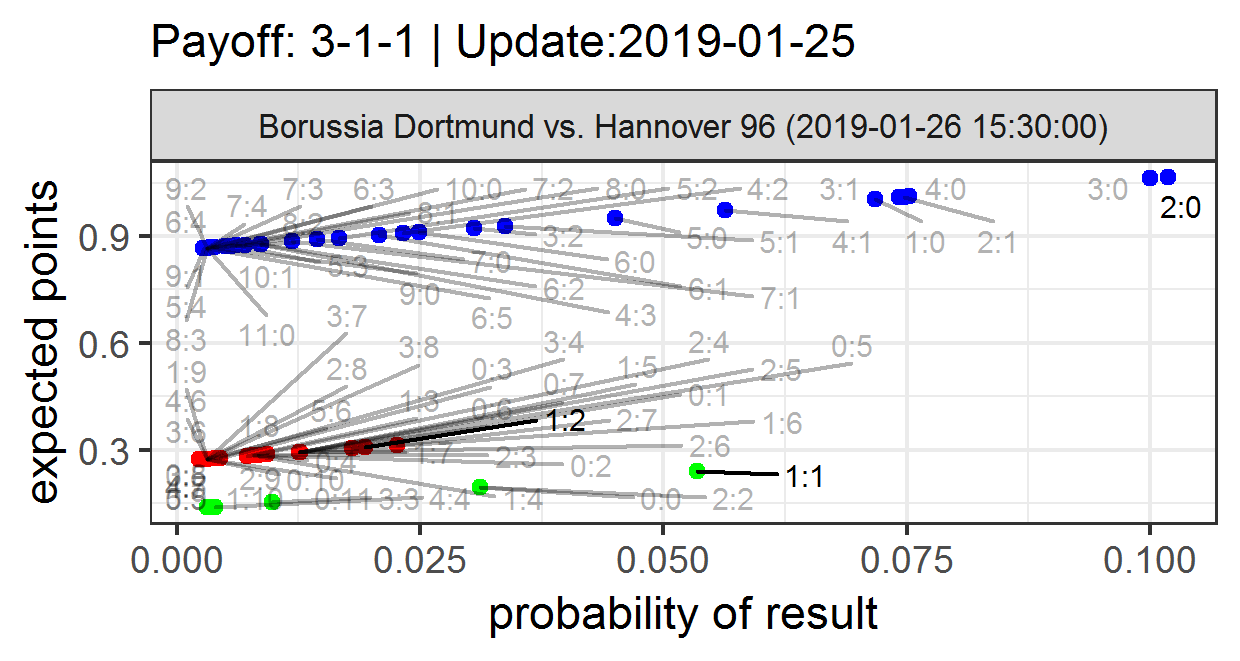 Payoff: 3-1-1 | Update:2019-01-25
Borussia Dortmund vs. Hannover 96 (2019-01-26 15:30:00)
expected points
0.9
0.6
0.3
9:2 7:3 6:3 10:0 7:2 8:0 5:2 4:2 3:1 4:0 3:0
6:4 7:4 8:2 8:1 2:0
3:2 5:0 5:1 4:1 1:0 2:1
9:1 10:1 5:3 7:0 6:0
5:4 9:0 6:2 6:1 7:1
8:3 11:0 3:7 6:5 4:3
1:9 2:8 3:8 0:3 3:4 1:5 2:4 2:5 0:5
4:6 5:6 1:3 0:6 0:7 0:1
3:6 1:8 1:2 2:7 1:6
0:4 1:7 2:3 0:2 2:6
2:9 0:10 1:1
1:10 0:11 3:3 4:4 1:4 0:0 2:2
0.000 0.025 0.050 0.075 0.100
probability of result